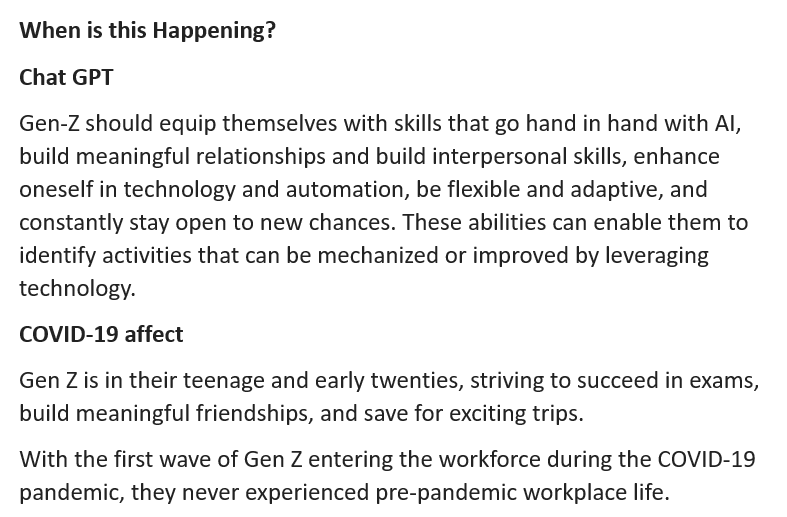 When is this Happening?
Chat GPT
Gen-Z should equip themselves with skills that go hand in hand with AI,
build meaningful relationships and build interpersonal skills, enhance
oneself in technology and automation, be flexible and adaptive, and
constantly stay open to new chances. These abilities can enable them to
identify activities that can be mechanized or improved by leveraging
technology.
COVID-19 affect
Gen Z is in their teenage and early twenties, striving to succeed in exams,
build meaningful friendships, and save for exciting trips.
With the first wave of Gen Z entering the workforce during the COVID-19
pandemic, they never experienced pre-pandemic workplace life.